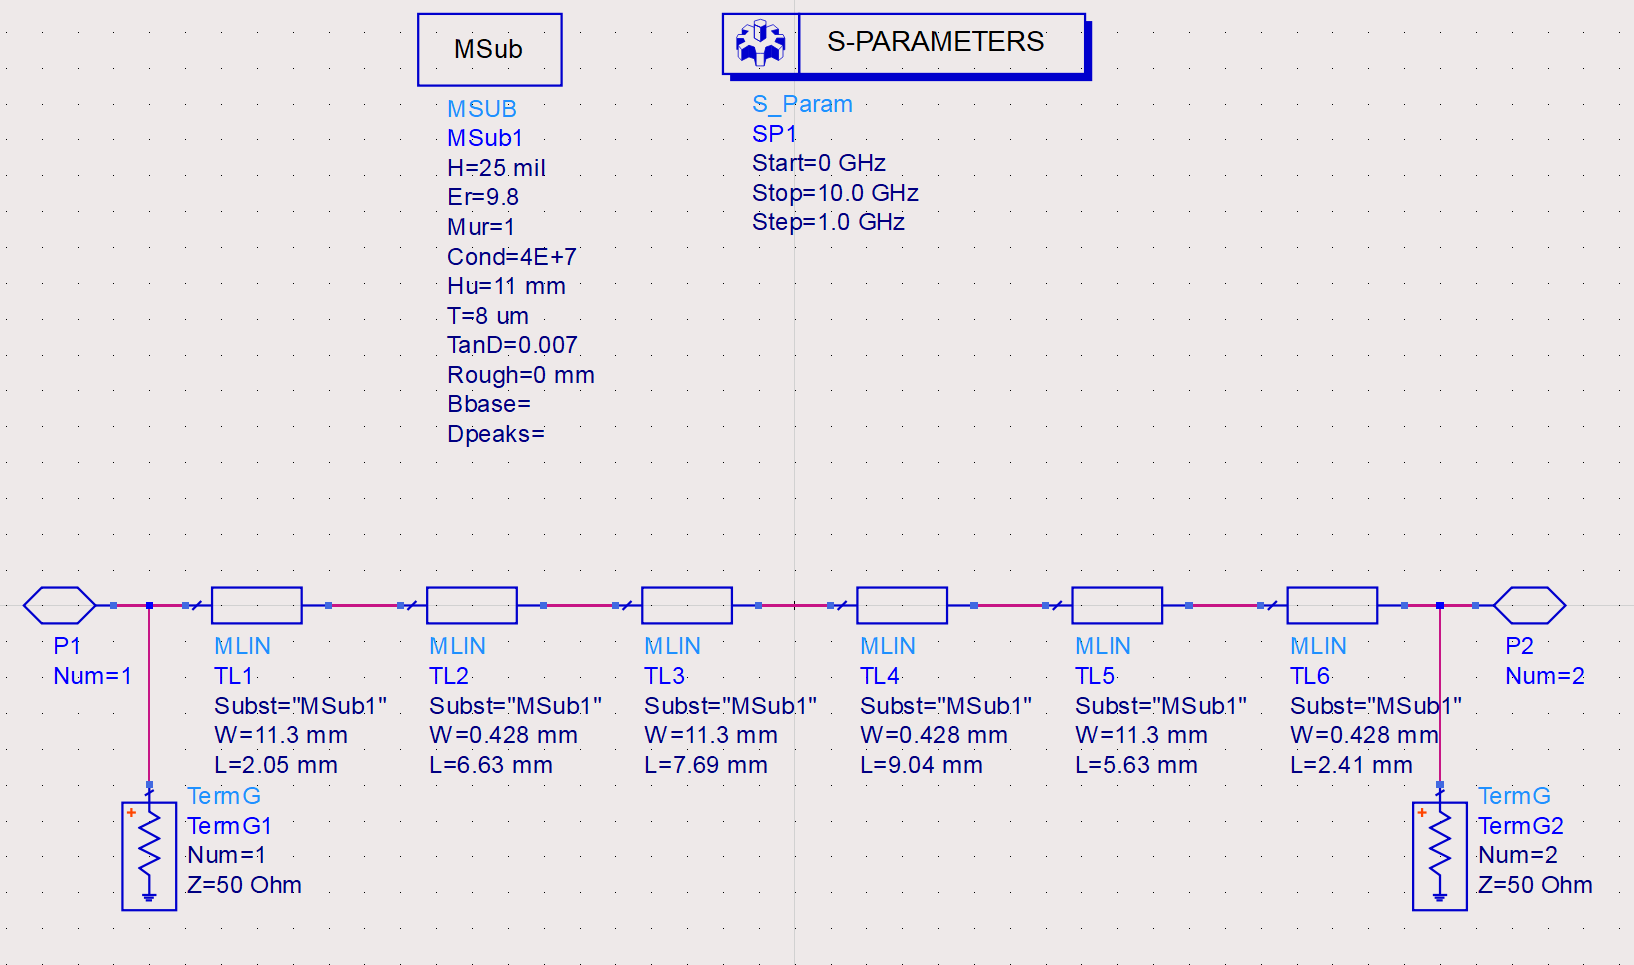 MSub
MSUB
MSub1
H=25 mil
Er=9.8
Mur=1
Cond=4E+7
Hu=11 mm
T=8 um
TanD=0.007
Rough=0 mm
Bbase=
Dpeaks=
S-PARAMETERS
S_Param
SP1
Start=0 GHz
Stop=10.0 GHz
Step=1.0 GHz
P1
Num=1
MLIN
TL1
Subst="MSub1"
W=11.3 mm
L=2.05 mm
MLIN
TL2
Subst="MSub1"
W=0.428 mm
L=6.63 mm
MLIN
TL3
Subst="MSub1"
W=11.3 mm
L=7.69 mm
MLIN
TL4
Subst="MSub1"
W=0.428 mm
L=9.04 mm
MLIN
TL5
Subst="MSub1"
W=11.3 mm
L=5.63 mm
MLIN
TL6
Subst="MSub1"
W=0.428 mm
L=2.41 mm
P2
Num=2
+
TermG
TermG1
Num=1
Z=50 Ohm
+
TermG
TermG2
Num=2
Z=50 Ohm